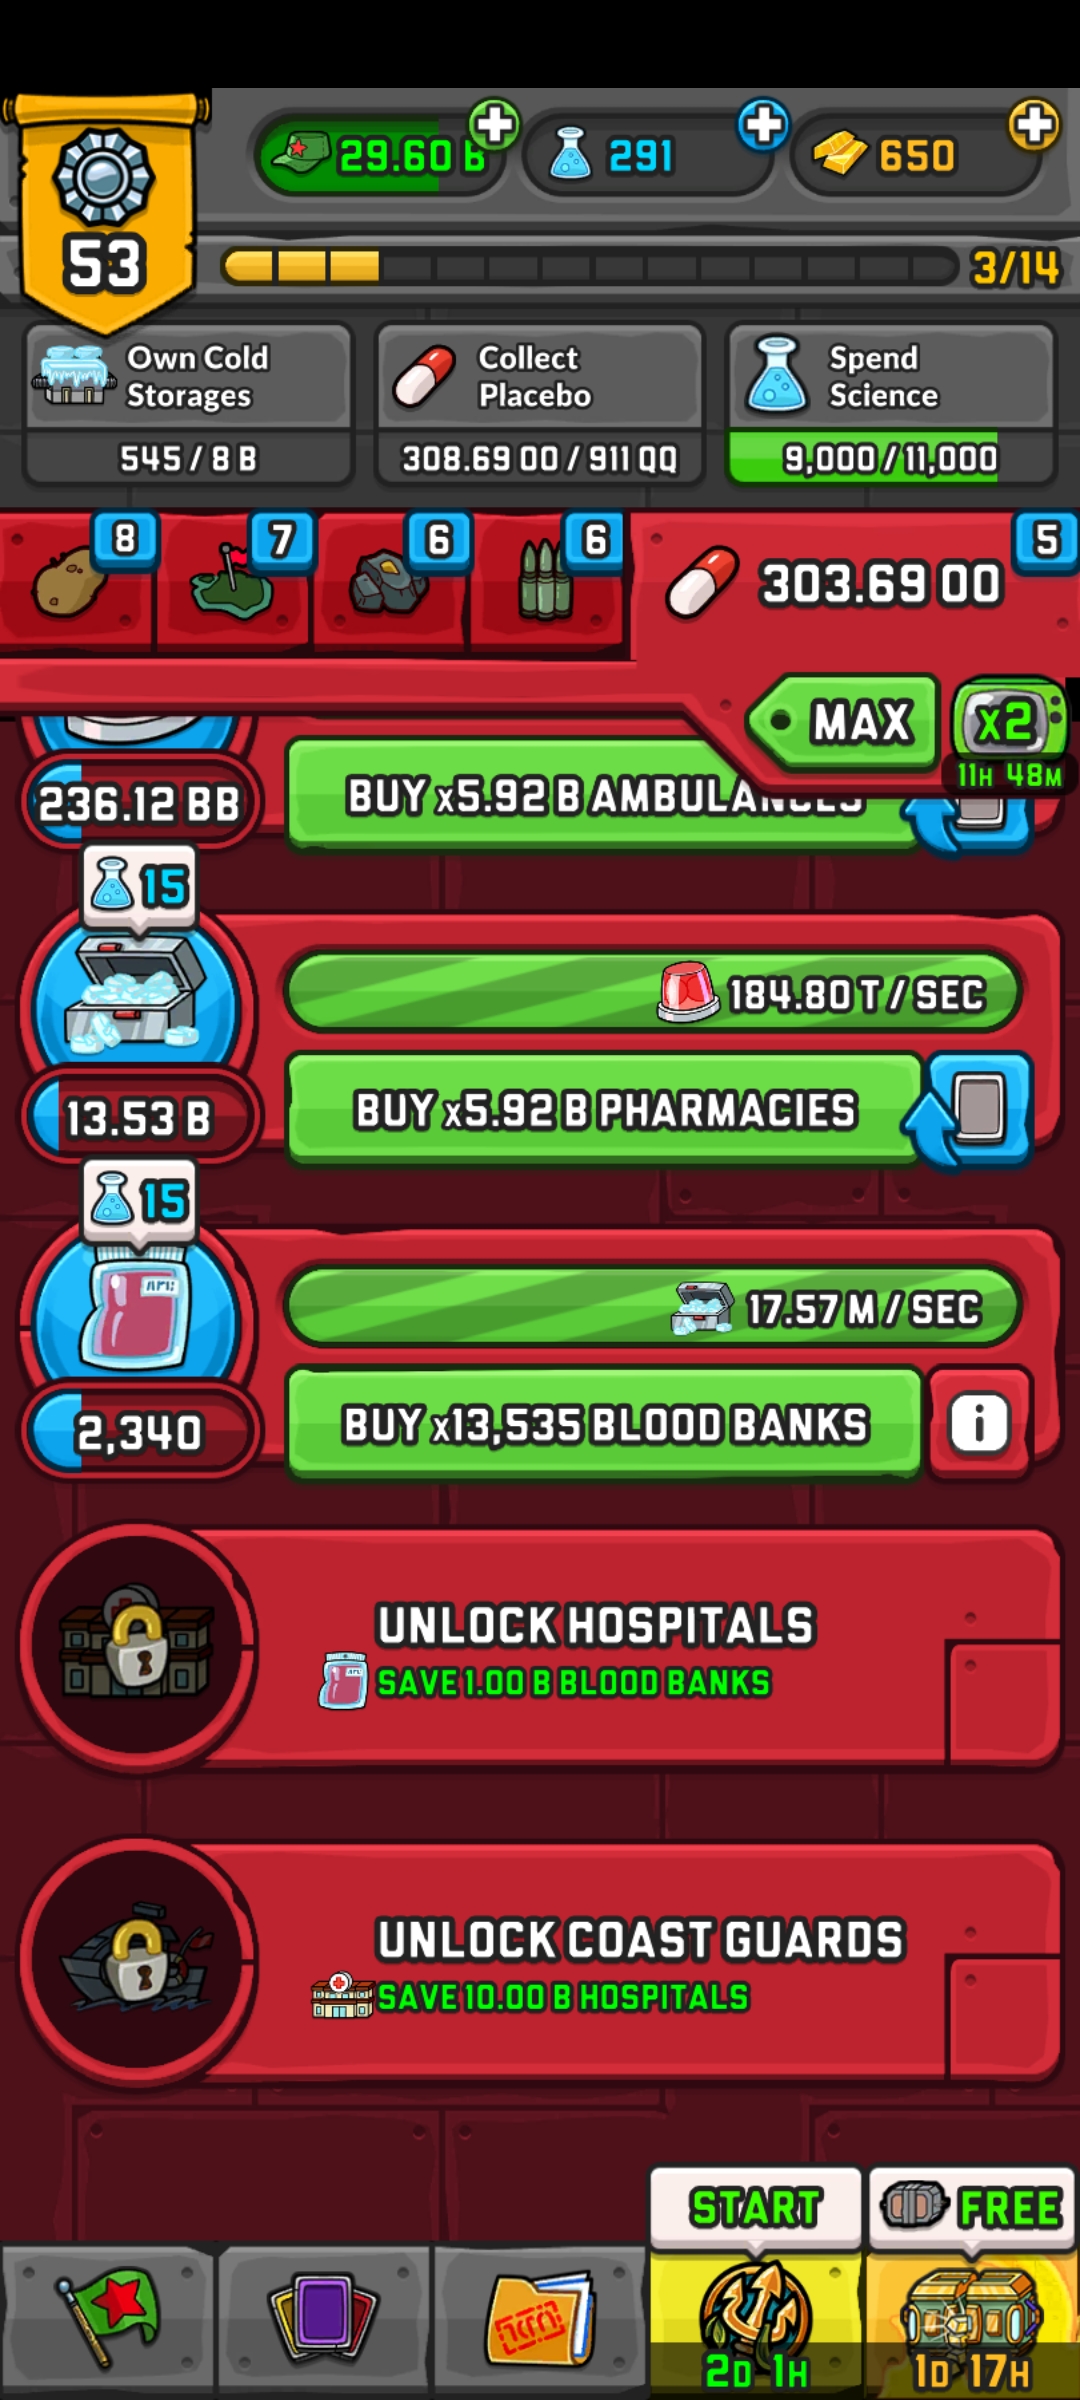 29.60 B
291
650
53
3/14
Own Cold
Storages
545 / 8 B
Collect
Placebo
308.69 OO / 911 QQ
Spend
Science
9,000 / 11,000
8
7
6
6
5
303.69 OO
MAX
x2
11H 48M
236.12 BB
BUY x5.92 B AMBULANCES
15
184.80 T / SEC
13.53 B
BUY x5.92 B PHARMACIES
15
17.57 M / SEC
2,340
BUY x13,535 BLOOD BANKS
i
UNLOCK HOSPITALS
SAVE 1.00 B BLOOD BANKS
UNLOCK COAST GUARDS
SAVE 10.00 B HOSPITALS
START
FREE
2D 1H
1D 17H